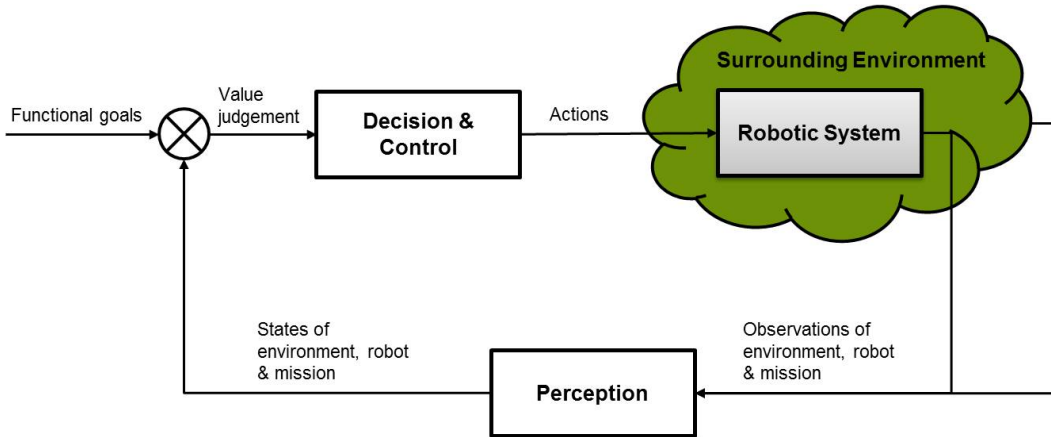 Surrounding Environment
Functional goals
Value
judgement
Decision &
Control
Actions
Robotic System
States of
environment, robot
& mission
Perception
Observations of
environment, robot
& mission